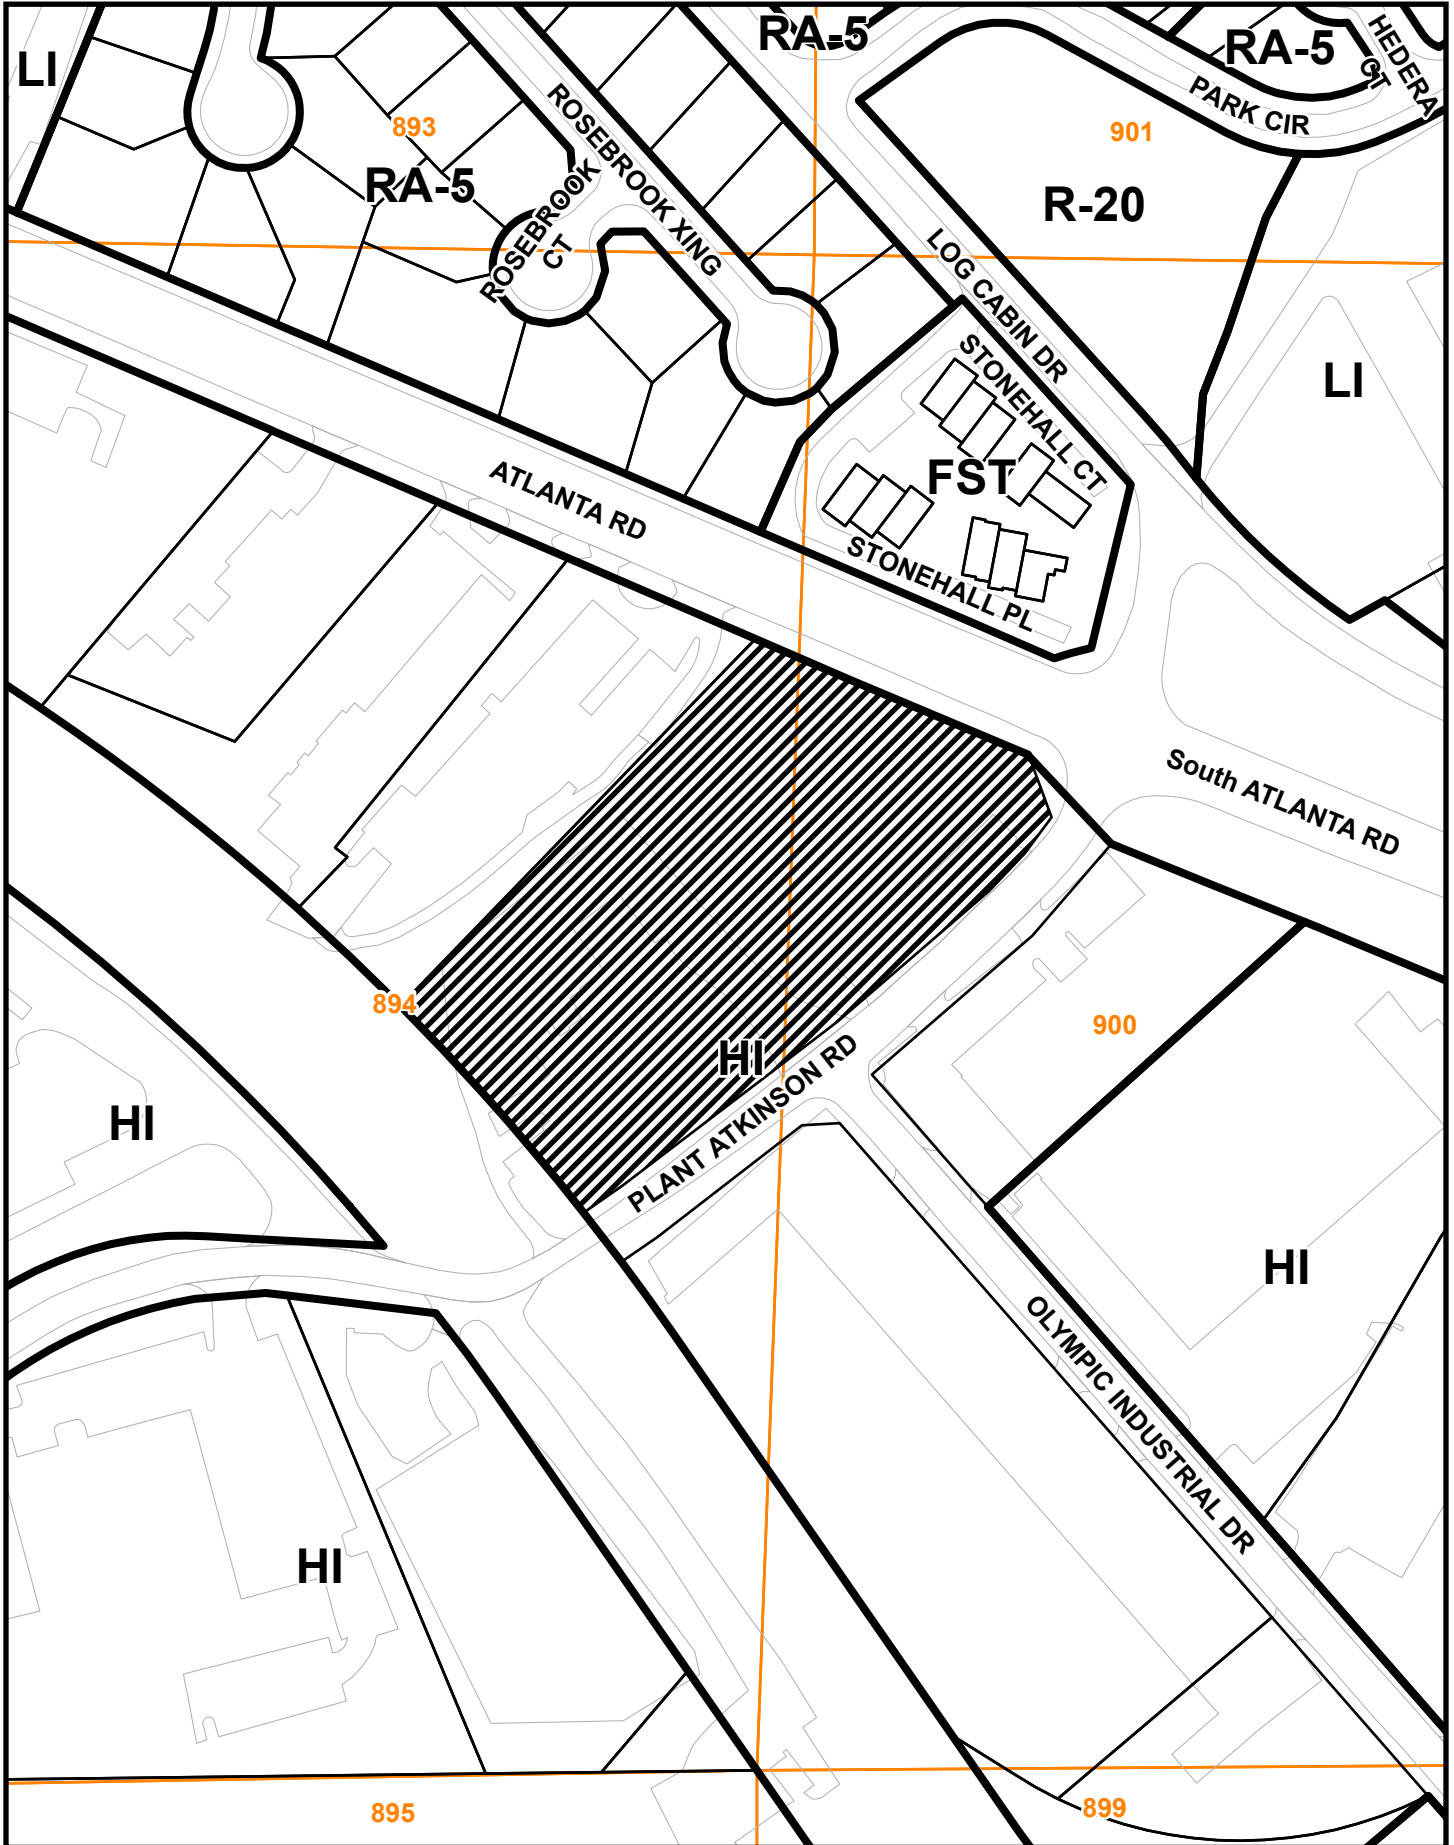 RA-5
LI
RA-5
HEDERA
CT
893
PARK CIR
901
ROSEBROOK XING
RA-5
R-20
ROSEBROOK
CT
LOG CABIN DR
STONEHALL CT
LI
FST
ATLANTA RD
STONEHALL PL
South ATLANTA RD
894
900
HI
PLANT ATKINSON RD
HI
HI
OLYMPIC INDUSTRIAL DR
HI
895
899